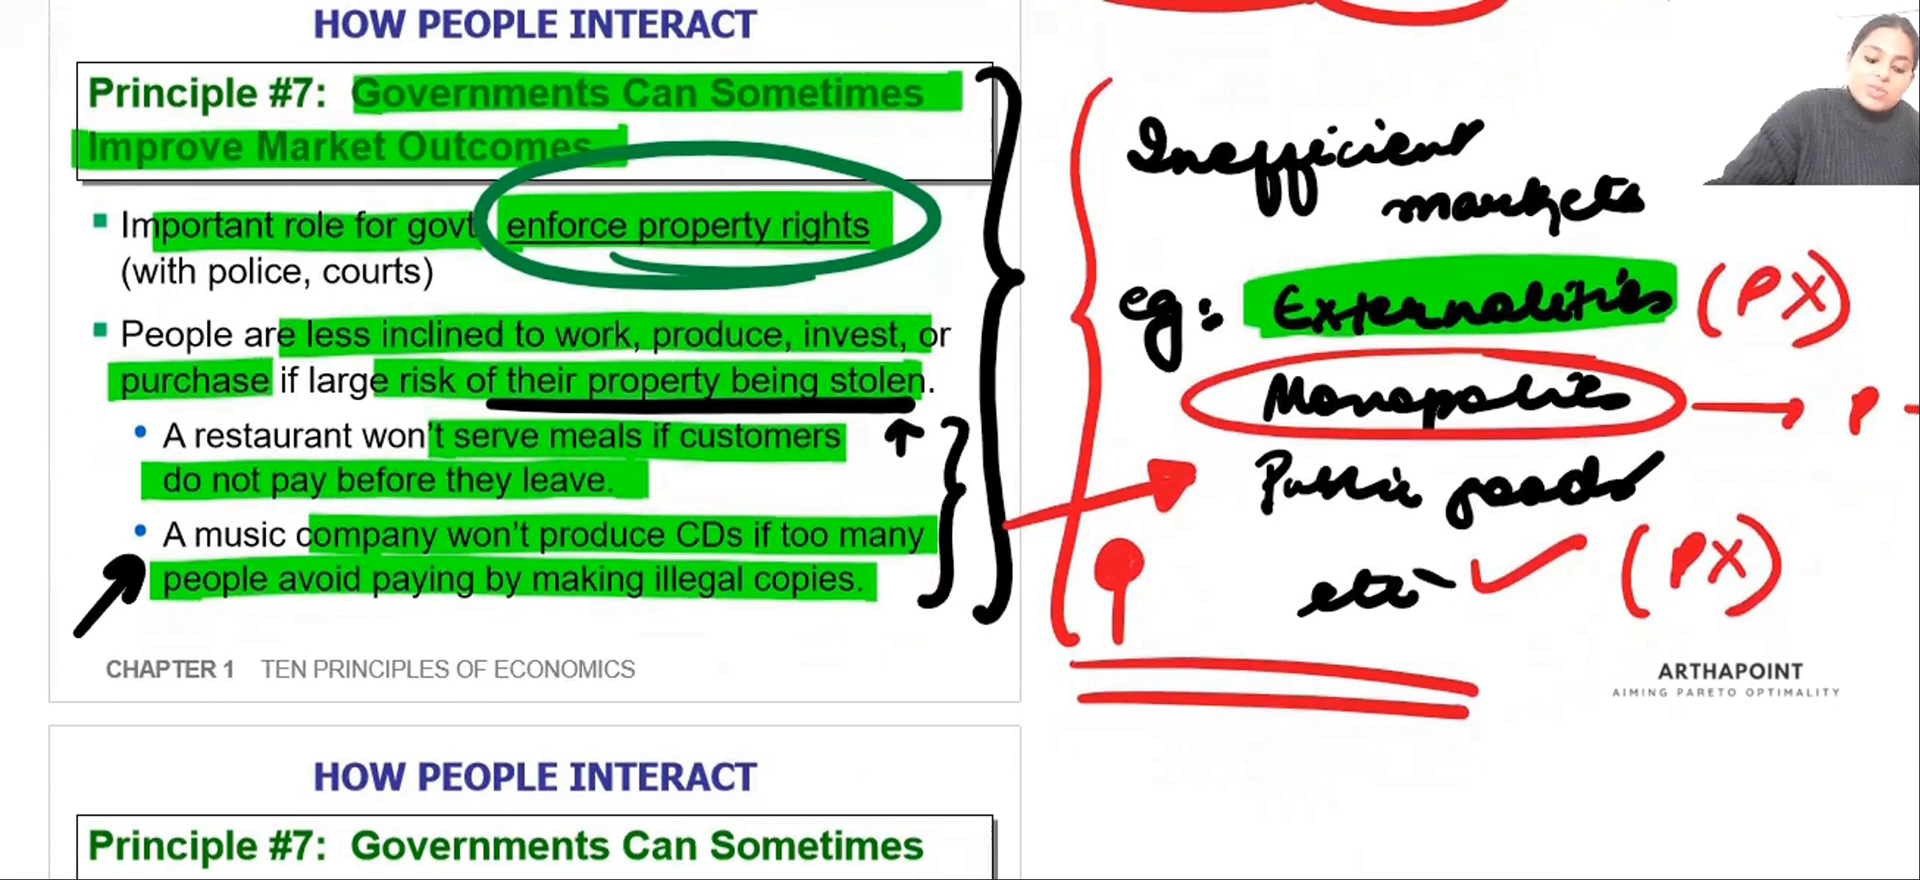 HOW PEOPLE INTERACT
Principle #7: Governments Can Sometimes
Improve Market Outcomes
Important role for govt enforce property rights
(with police, courts)
People are less inclined to work, produce, invest, or
purchase if large risk of their property being stolen.
A restaurant won't serve meals if customers
do not pay before they leave.
A music company won't produce CDs if too many
people avoid paying by making illegal copies.
CHAPTER 1 TEN PRINCIPLES OF ECONOMICS
Inefficient
markets
eg: Externalities (PX)
Monopolies → P
Public goods
etc (PX)
ARTHAPOINT
AIMING PARETO OPTIMALITY
HOW PEOPLE INTERACT
Principle #7: Governments Can Sometimes